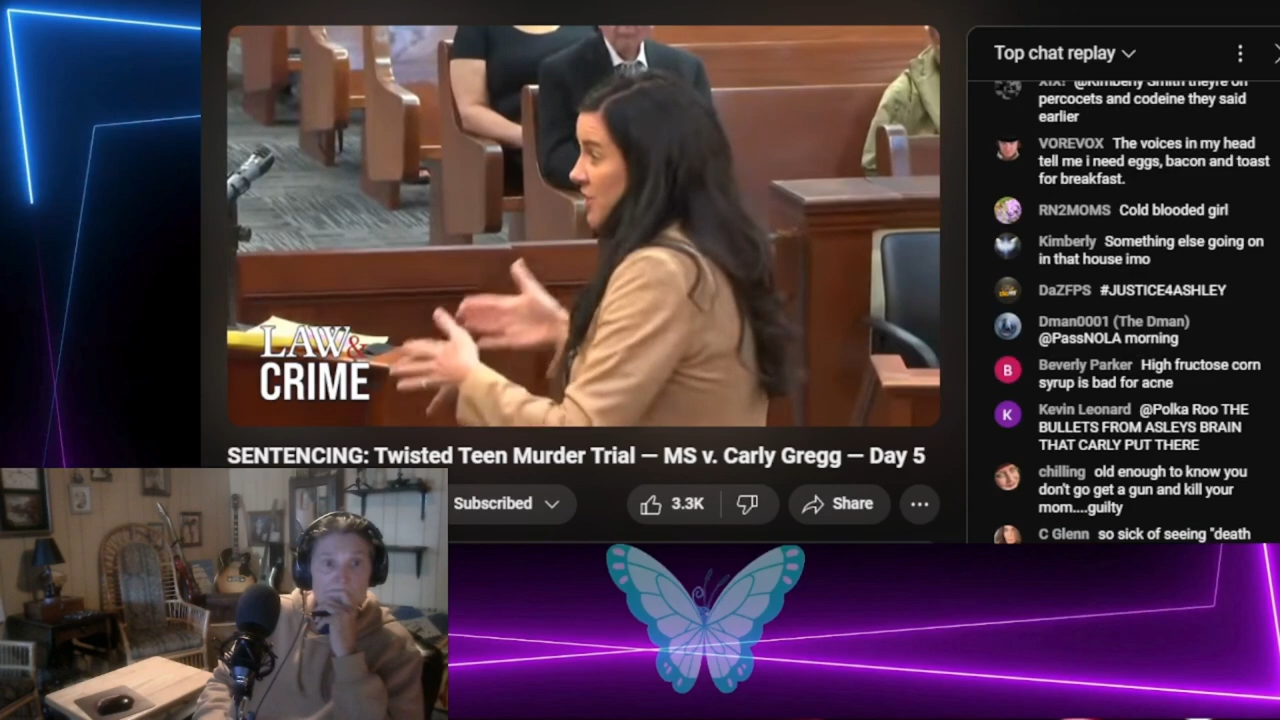 Top chat replay
XIX! @Kimberly Smith theyre on
percocets and codeine they said
earlier
VOREVOX The voices in my head
tell me i need eggs, bacon and toast
for breakfast.
RN2MOMS Cold blooded girl
Kimberly Something else going on
in that house imo
DaZFPS #JUSTICE4ASHLEY
Dman0001 (The Dman)
@PassNOLA morning
Beverly Parker High fructose corn
syrup is bad for acne
B
Kevin Leonard @Polka Roo THE
BULLETS FROM ASLEYS BRAIN
THAT CARLY PUT THERE
K
chilling old enough to know you
don't go get a gun and kill your
mom....guilty
C Glenn so sick of seeing "death
LAW&
CRIME
SENTENCING: Twisted Teen Murder Trial — MS v. Carly Gregg — Day 5
Subscribed
3.3K
Share